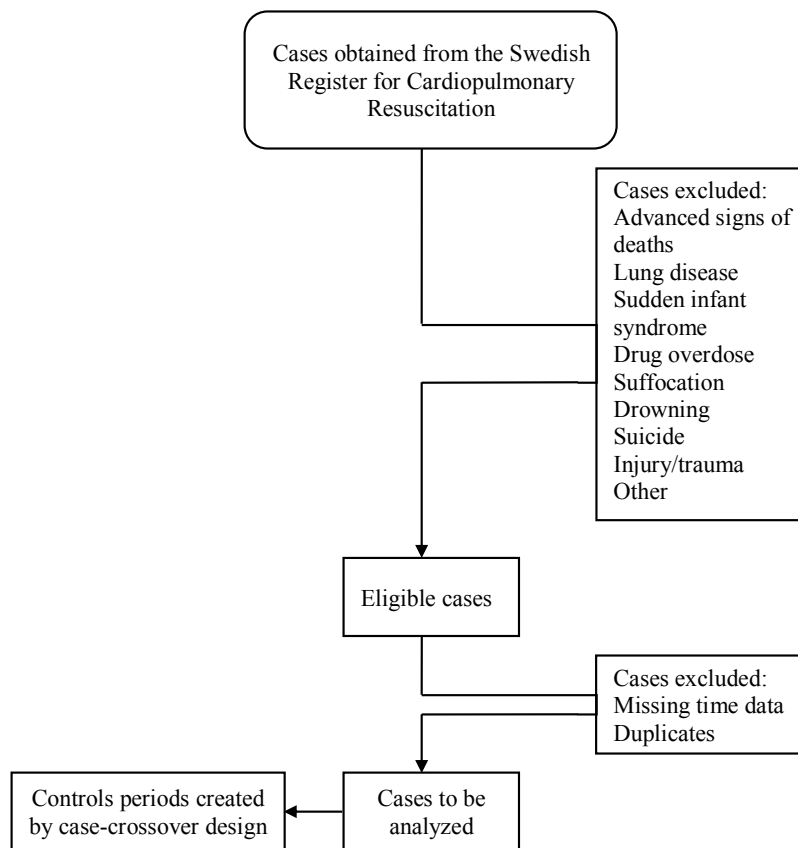 Cases obtained from the Swedish
Register for Cardiopulmonary
Resuscitation
Cases excluded:
Advanced signs of
deaths
Lung disease
Sudden infant
syndrome
Drug overdose
Suffocation
Drowning
Suicide
Injury/trauma
Other
Eligible cases
Cases excluded:
Missing time data
Duplicates
Controls periods created
by case-crossover design
Cases to be
analyzed